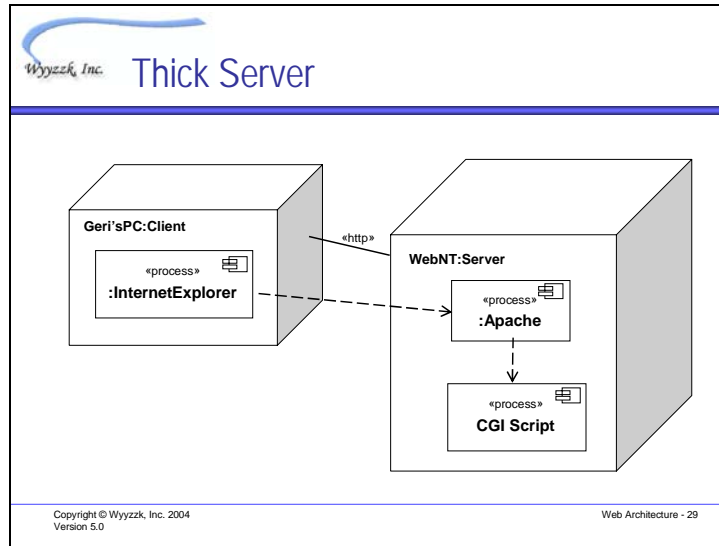 Wyyzzk, Inc.
Thick Server
Geri'sPC:Client
«process»
:InternetExplorer
«http»
WebNT:Server
«process»
:Apache
«process»
CGI Script
Copyright © Wyyzzk, Inc. 2004
Version 5.0
Web Architecture - 29